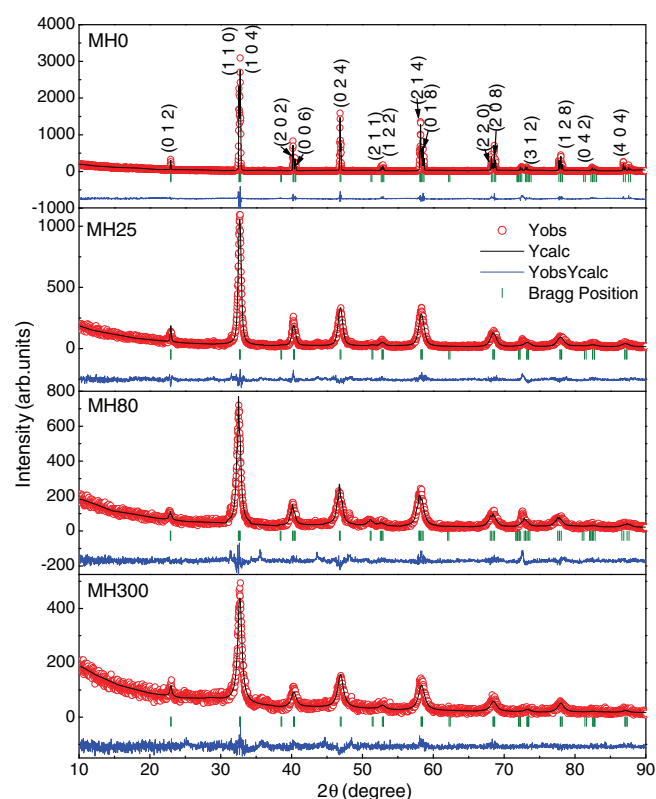 MH0
4000
3000
2000
1000
0
-1000
(0 1 2)
(1 1 0)
(1 0 4)
(2 0 2)
(0 0 6)
(0 2 4)
(2 1 1)
(1 2 2)
(2 1 4)
(0 1 8)
(2 2 0)
(2 0 8)
(3 1 2)
(1 2 8)
(0 4 2)
(4 0 4)
MH25
1000
500
0
Yobs
Ycalc
YobsYcalc
Bragg Position
Intensity (arb.units)
MH80
800
600
400
200
0
-200
MH300
400
200
0
10 20 30 40 50 60 70 80 90
2θ (degree)